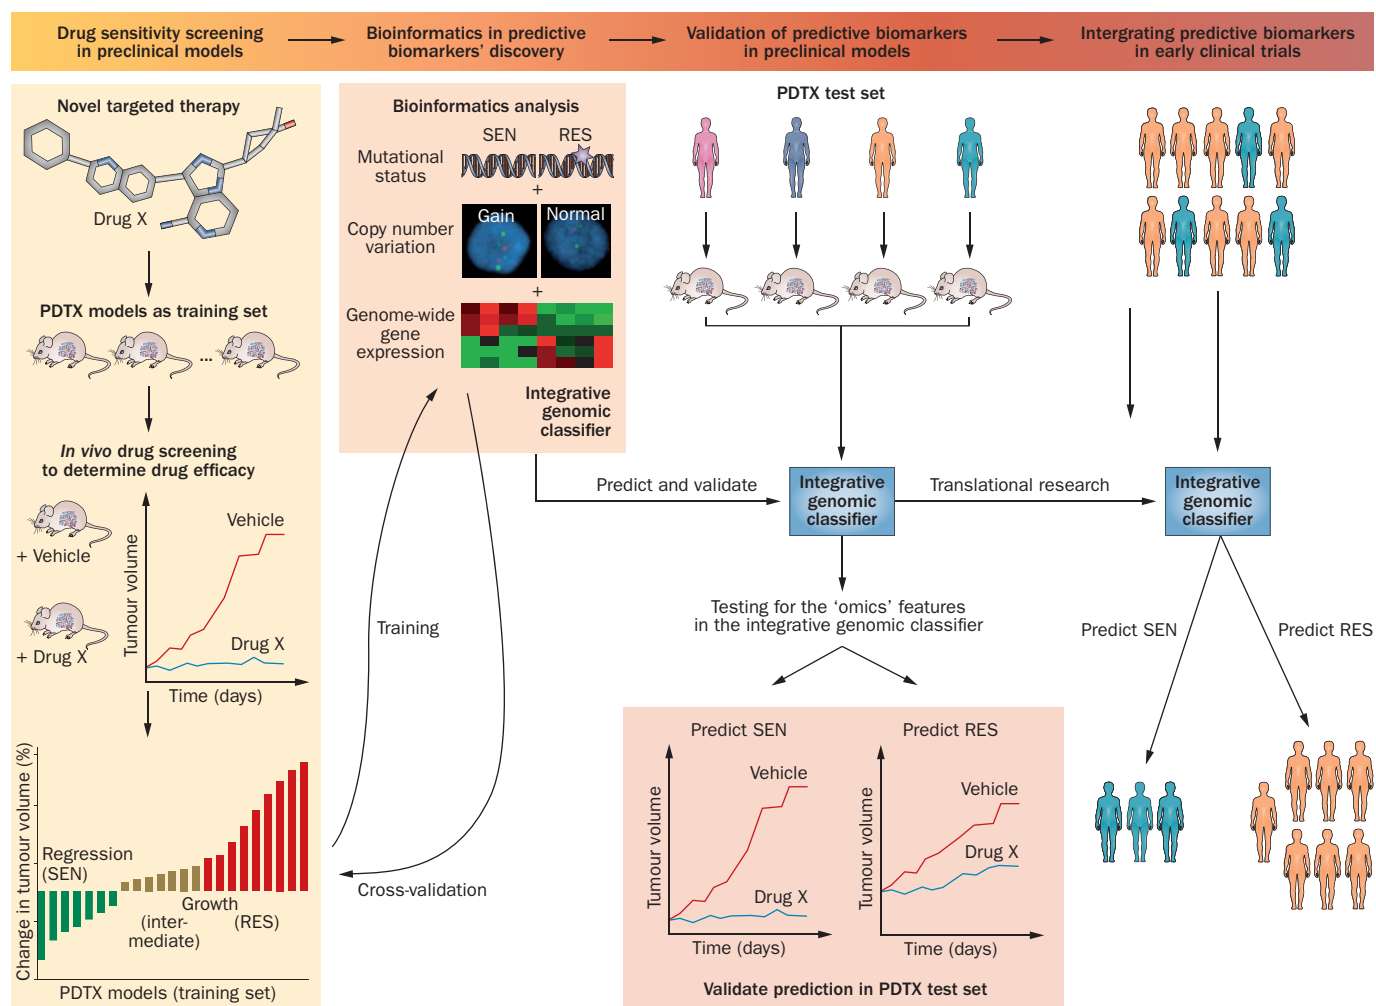 Drug sensitivity screening
in preclinical models
Bioinformatics in predictive
biomarkers' discovery
Validation of predictive biomarkers
in preclinical models
Intergrating predictive biomarkers
in early clinical trials
Novel targeted therapy
Drug X
PDTX models as training set
...
In vivo drug screening
to determine drug efficacy
+ Vehicle
+ Drug X
Tumour volume
Vehicle
Drug X
Time (days)
Change in tumour volume (%)
Regression
(SEN)
Growth
(inter-
mediate)
(RES)
PDTX models (training set)
Bioinformatics analysis
SEN
RES
Mutational
status
+
Copy number
variation
Gain
Normal
+
Genome-wide
gene
expression
Integrative
genomic
classifier
Training
Cross-validation
PDTX test set
Predict and validate
Integrative
genomic
classifier
Translational research
Testing for the ‘omics’ features
in the integrative genomic classifier
Predict SEN
Tumour volume
Vehicle
Drug X
Time (days)
Predict RES
Tumour volume
Vehicle
Drug X
Time (days)
Validate prediction in PDTX test set
Integrative
genomic
classifier
Predict SEN
Predict RES